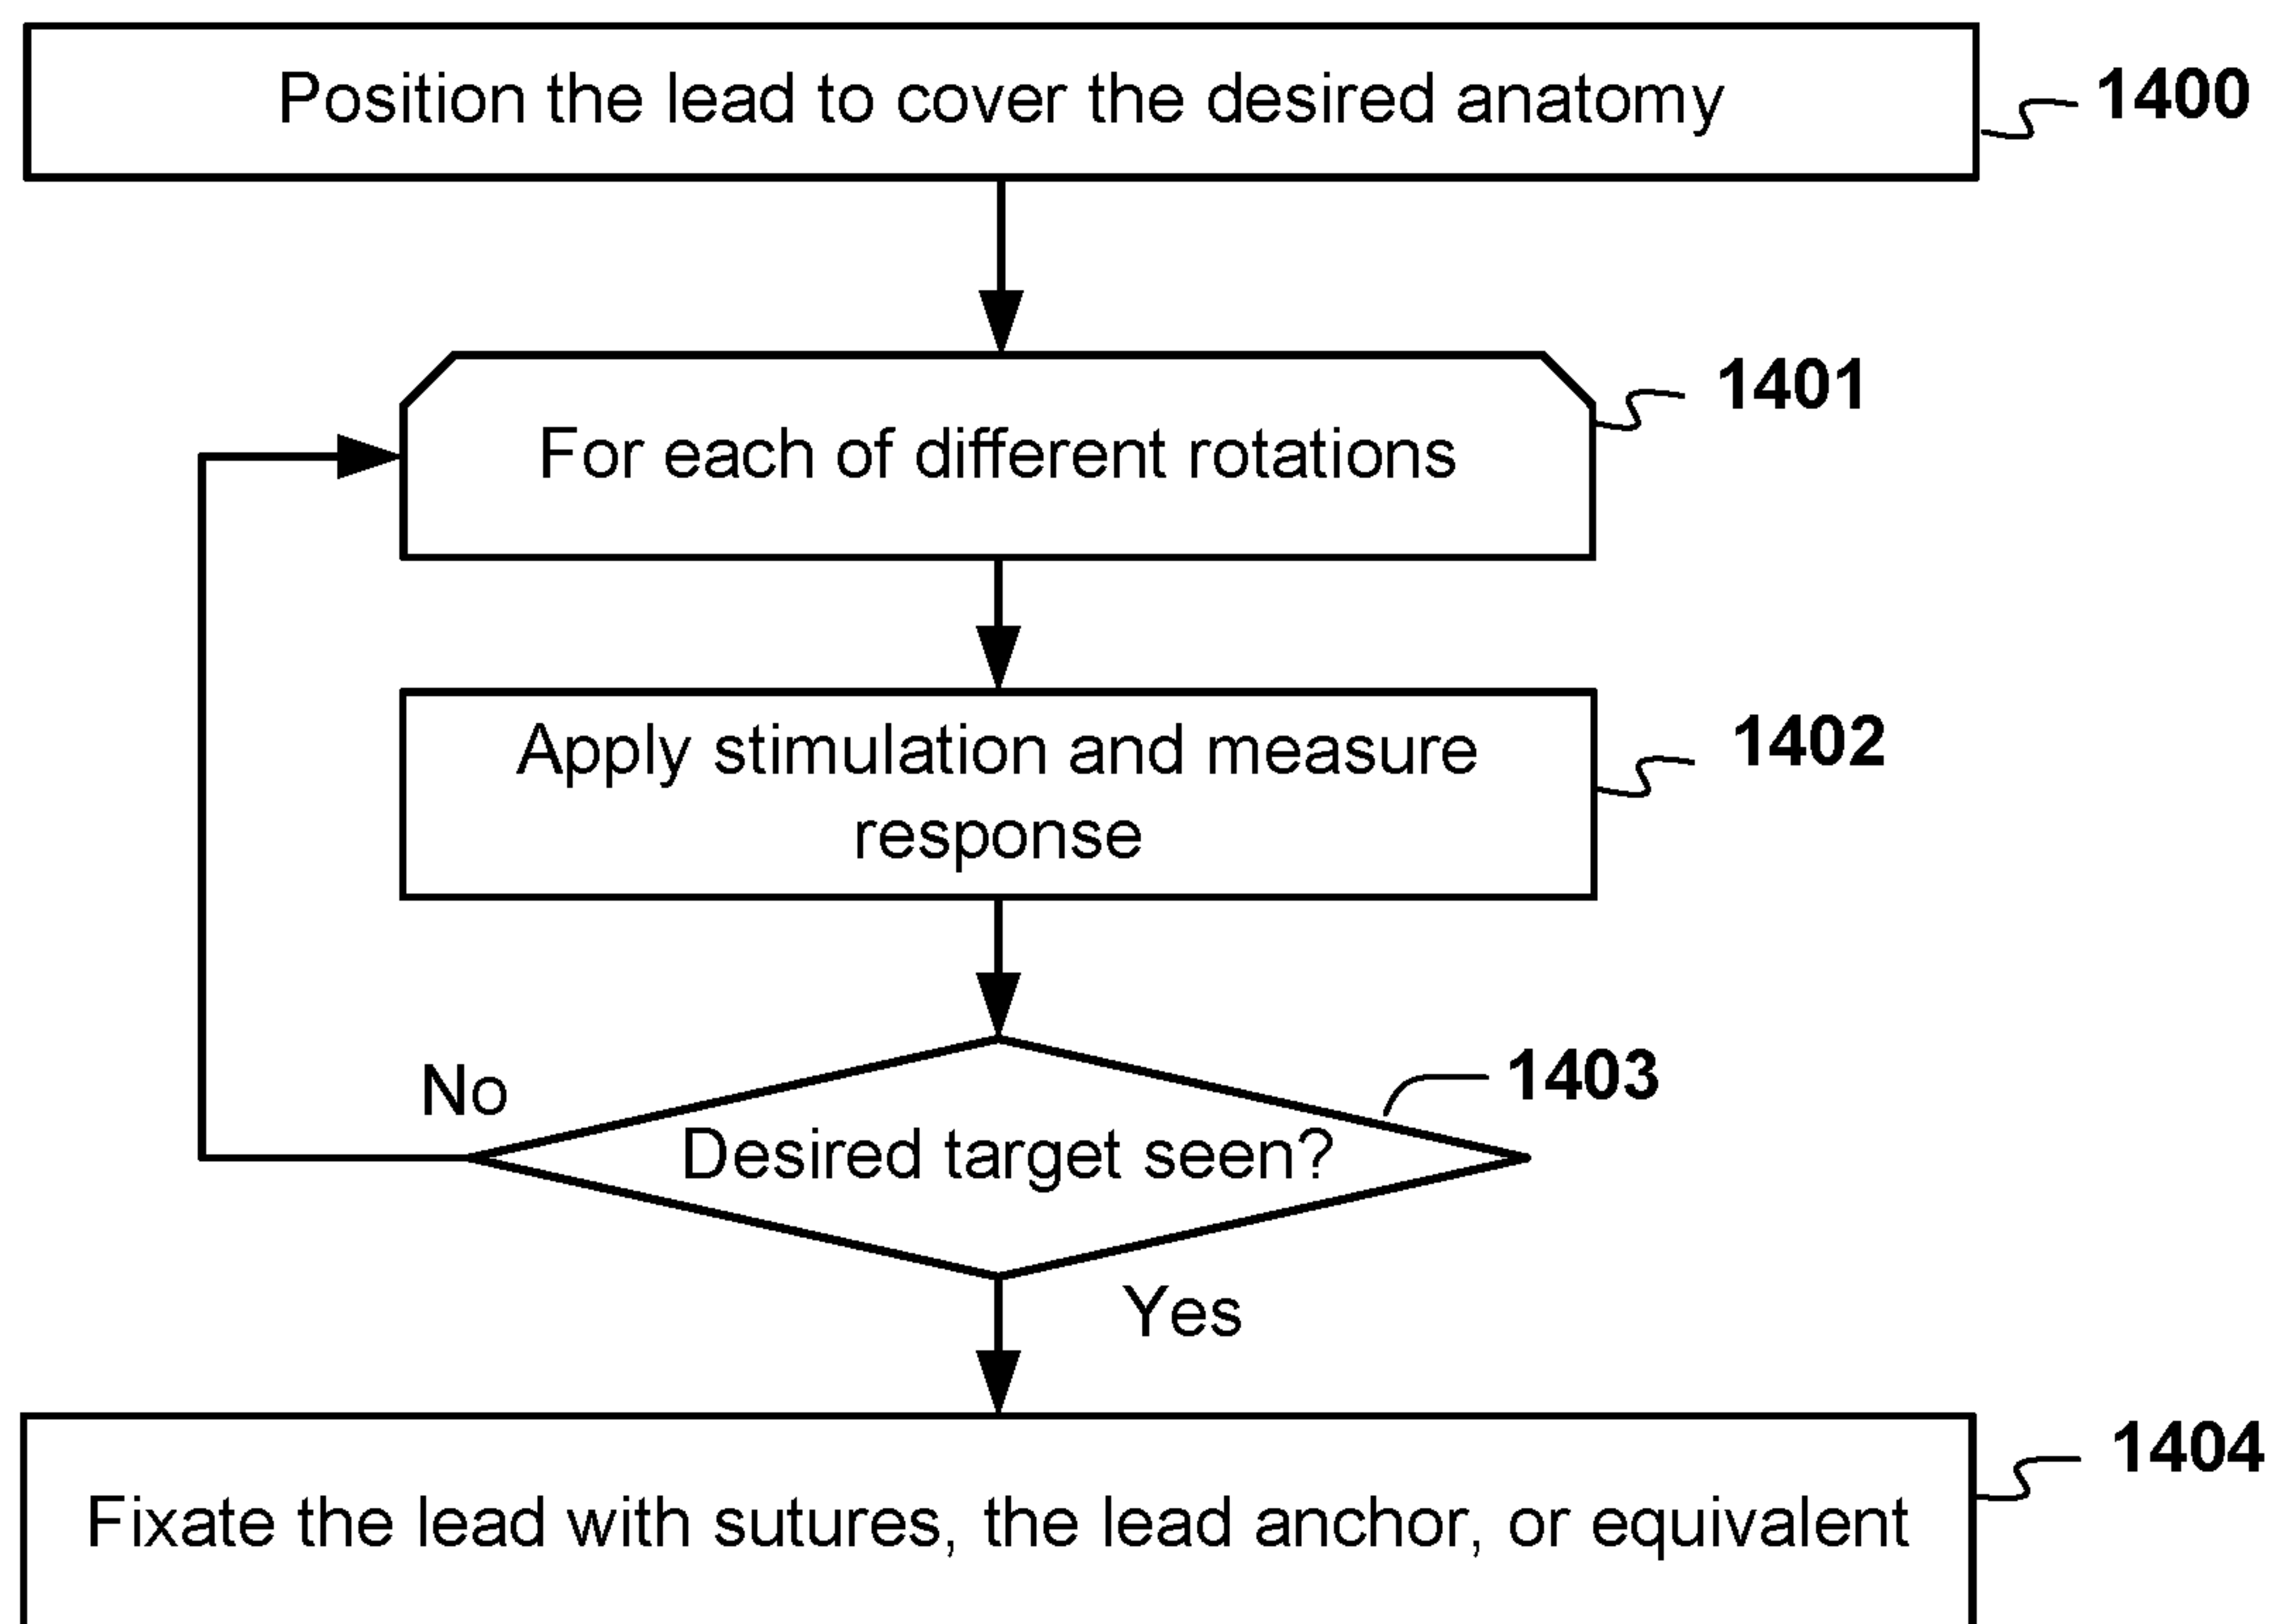 Position the lead to cover the desired anatomy
1400
For each of different rotations
1401
Apply stimulation and measure
response
1402
No
Desired target seen?
1403
Yes
Fixate the lead with sutures, the lead anchor, or equivalent
1404